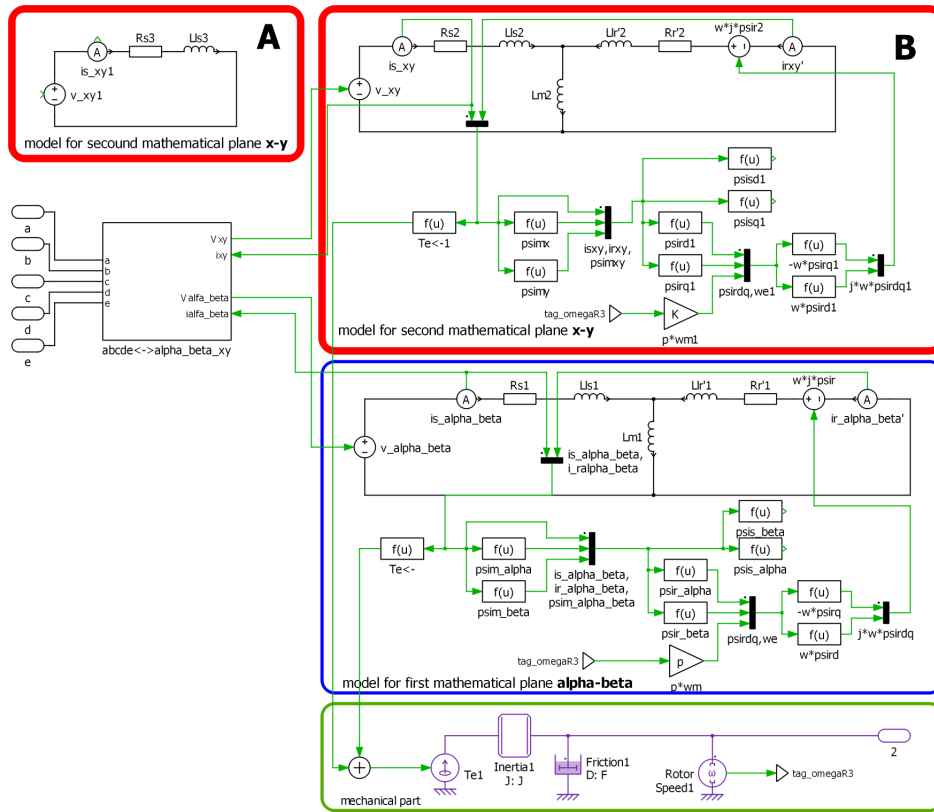 A
Rs3
Lls3
A
is_xy1
v_xy1
model for secound mathematical plane x-y
B
w*j*psir2
Rs2
Lls2
Llr'2
Rr'2
A
A
is_xy
irxy'
v_xy
Lm2
f(u)
psisd1
f(u)
psisq1
f(u)
Te<-1
f(u)
psimx
f(u)
psimy
isxy,irxy,
psimxy
f(u)
psird1
f(u)
psirq1
psirdq,we1
f(u)
-w*psirq1
f(u)
w*psird1
j*w*psirdq1
tag_omegaR3
K
p*wm1
model for second mathematical plane x-y
a
b
c
d
e
a
b
c
d
e
V xy
ixy
V alfa_beta
ialfa_beta
abcde<->alpha_beta_xy
w*j*psir
Rs1
Lls1
Llr'1
Rr'1
A
A
is_alpha_beta
ir_alpha_beta'
v_alpha_beta
Lm1
is_alpha_beta,
i_ralpha_beta
f(u)
psis_beta
f(u)
psis_alpha
f(u)
Te<-
f(u)
psim_alpha
f(u)
psim_beta
is_alpha_beta,
ir_alpha_beta,
psim_alpha_beta
f(u)
psir_alpha
f(u)
psir_beta
psirdq,we
f(u)
-w*psirq
f(u)
w*psird
j*w*psirdq
tag_omegaR3
p
p*wm
model for first mathematical plane alpha-beta
Te1
Inertia1
J: J
Friction1
D: F
Rotor
Speed1
ω
tag_omegaR3
2
mechanical part